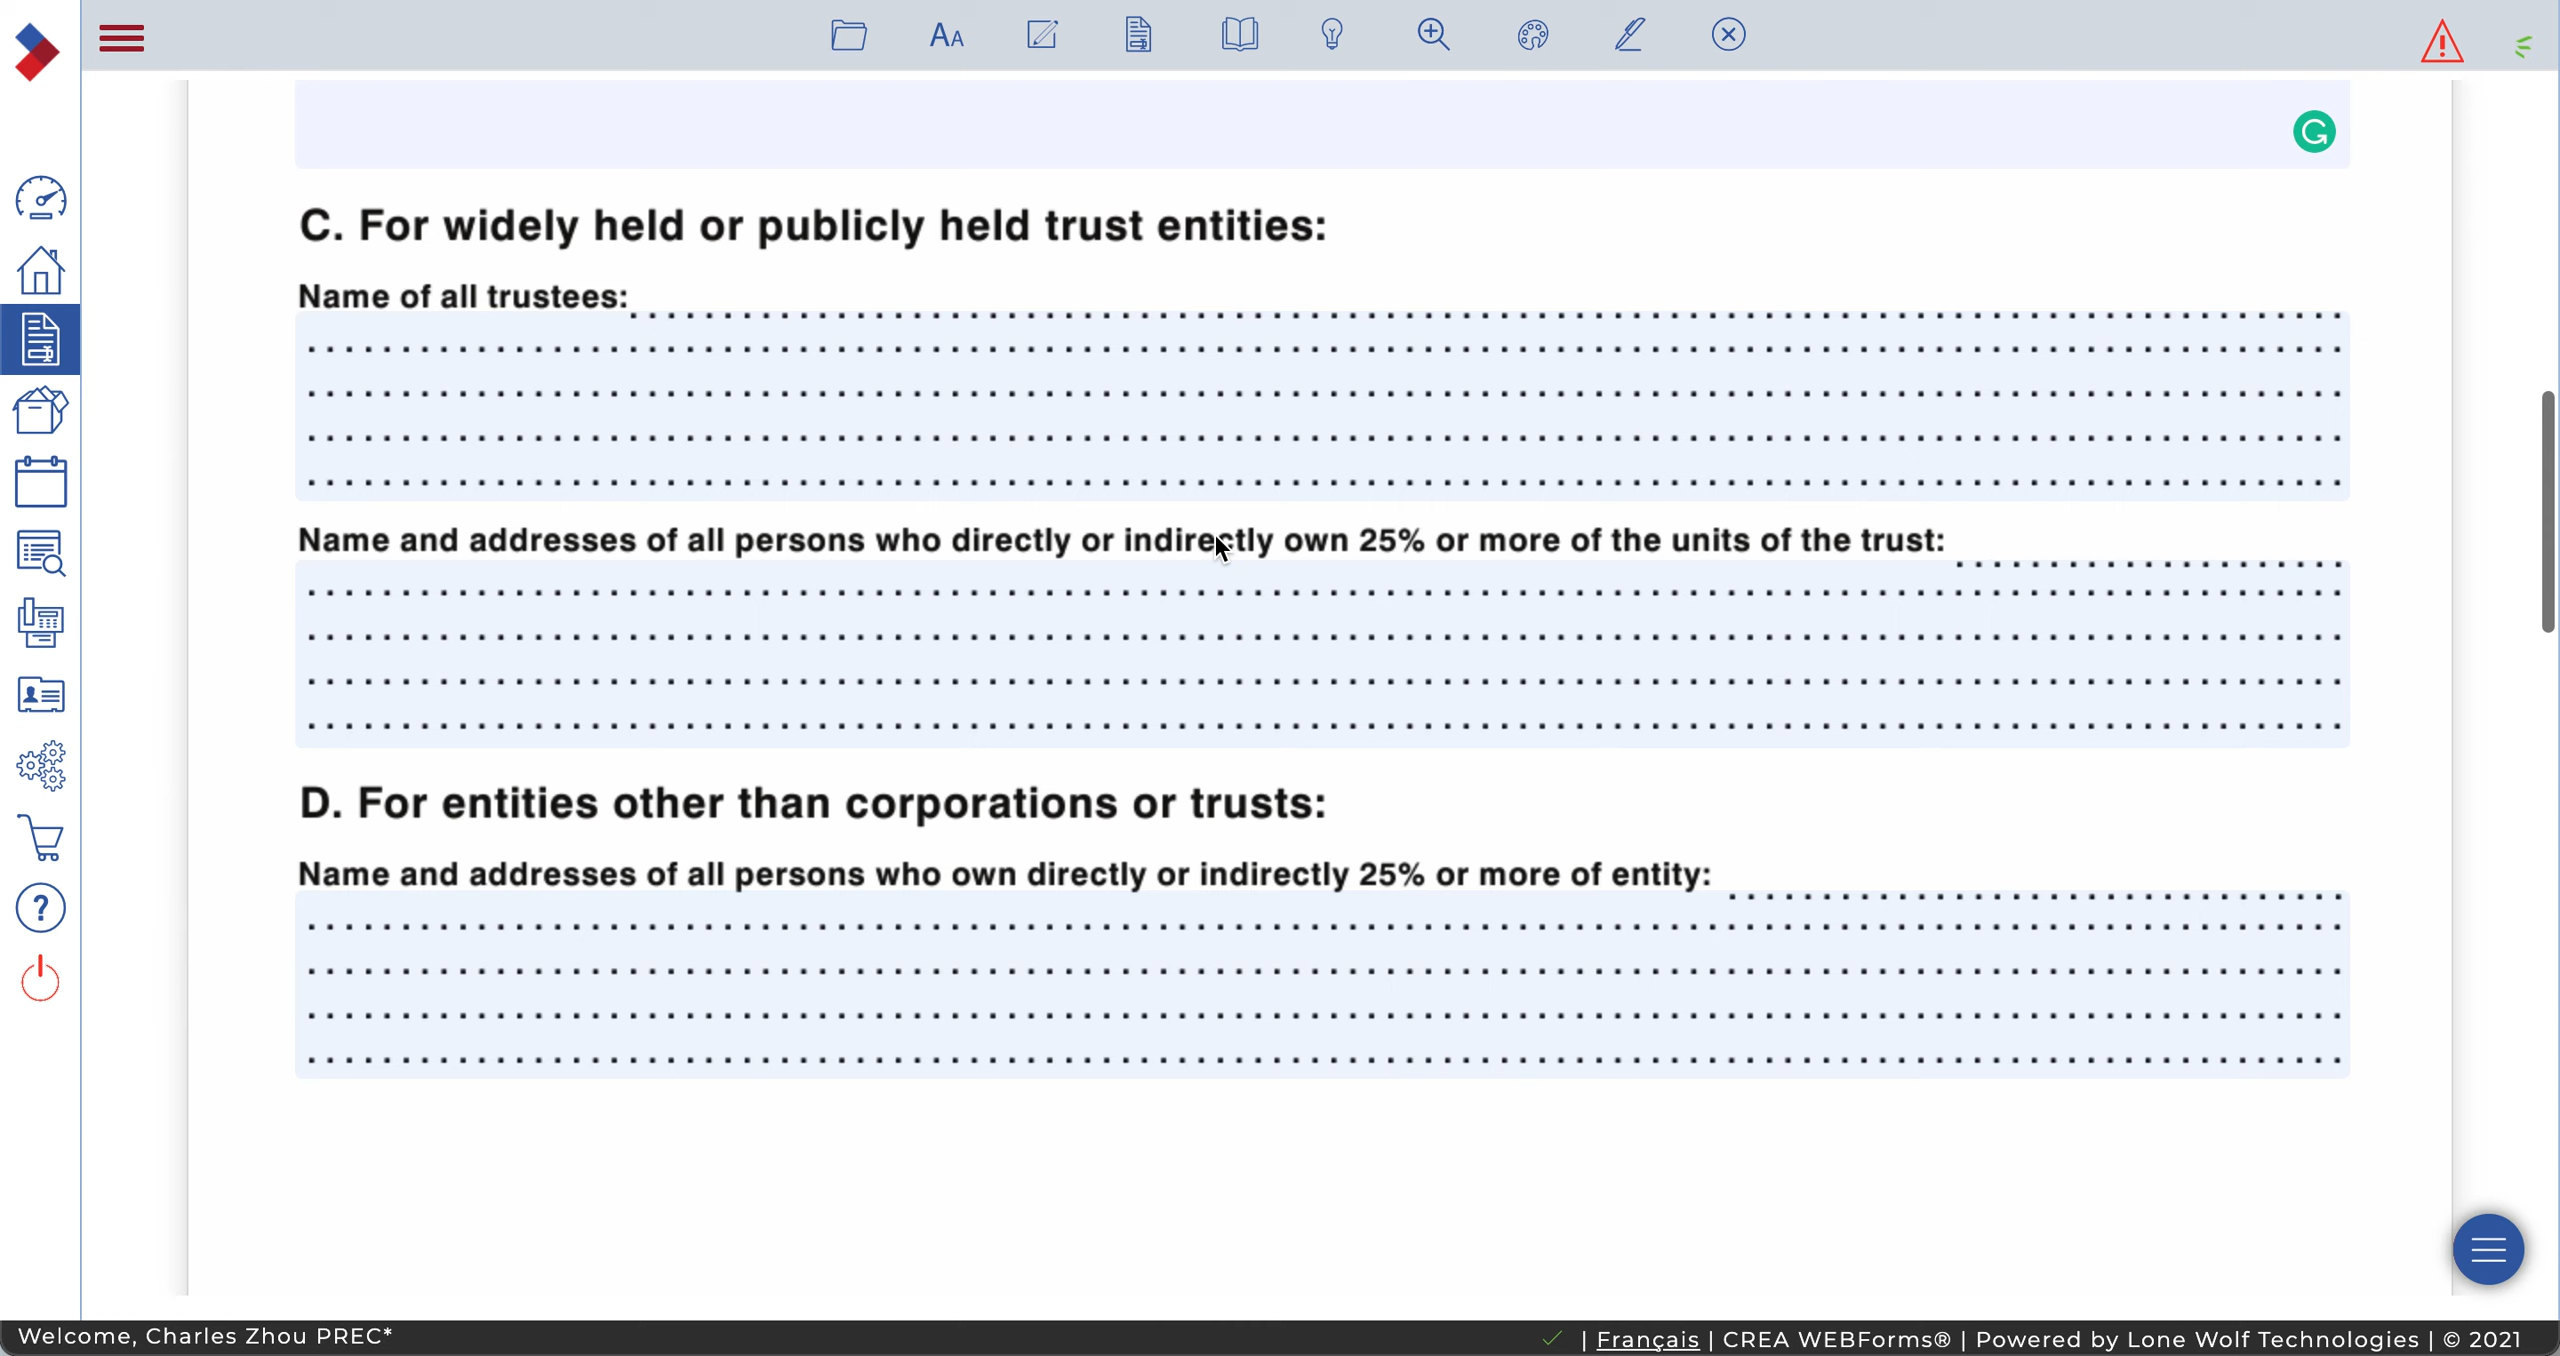 AA
C. For widely held or publicly held trust entities:
Name of all trustees:
Name and addresses of all persons who directly or indirectly own 25% or more of the units of the trust:
D. For entities other than corporations or trusts:
Name and addresses of all persons who own directly or indirectly 25% or more of entity:
Welcome, Charles Zhou PREC* | Français | CREA WEBForms® | Powered by Lone Wolf Technologies | © 2021